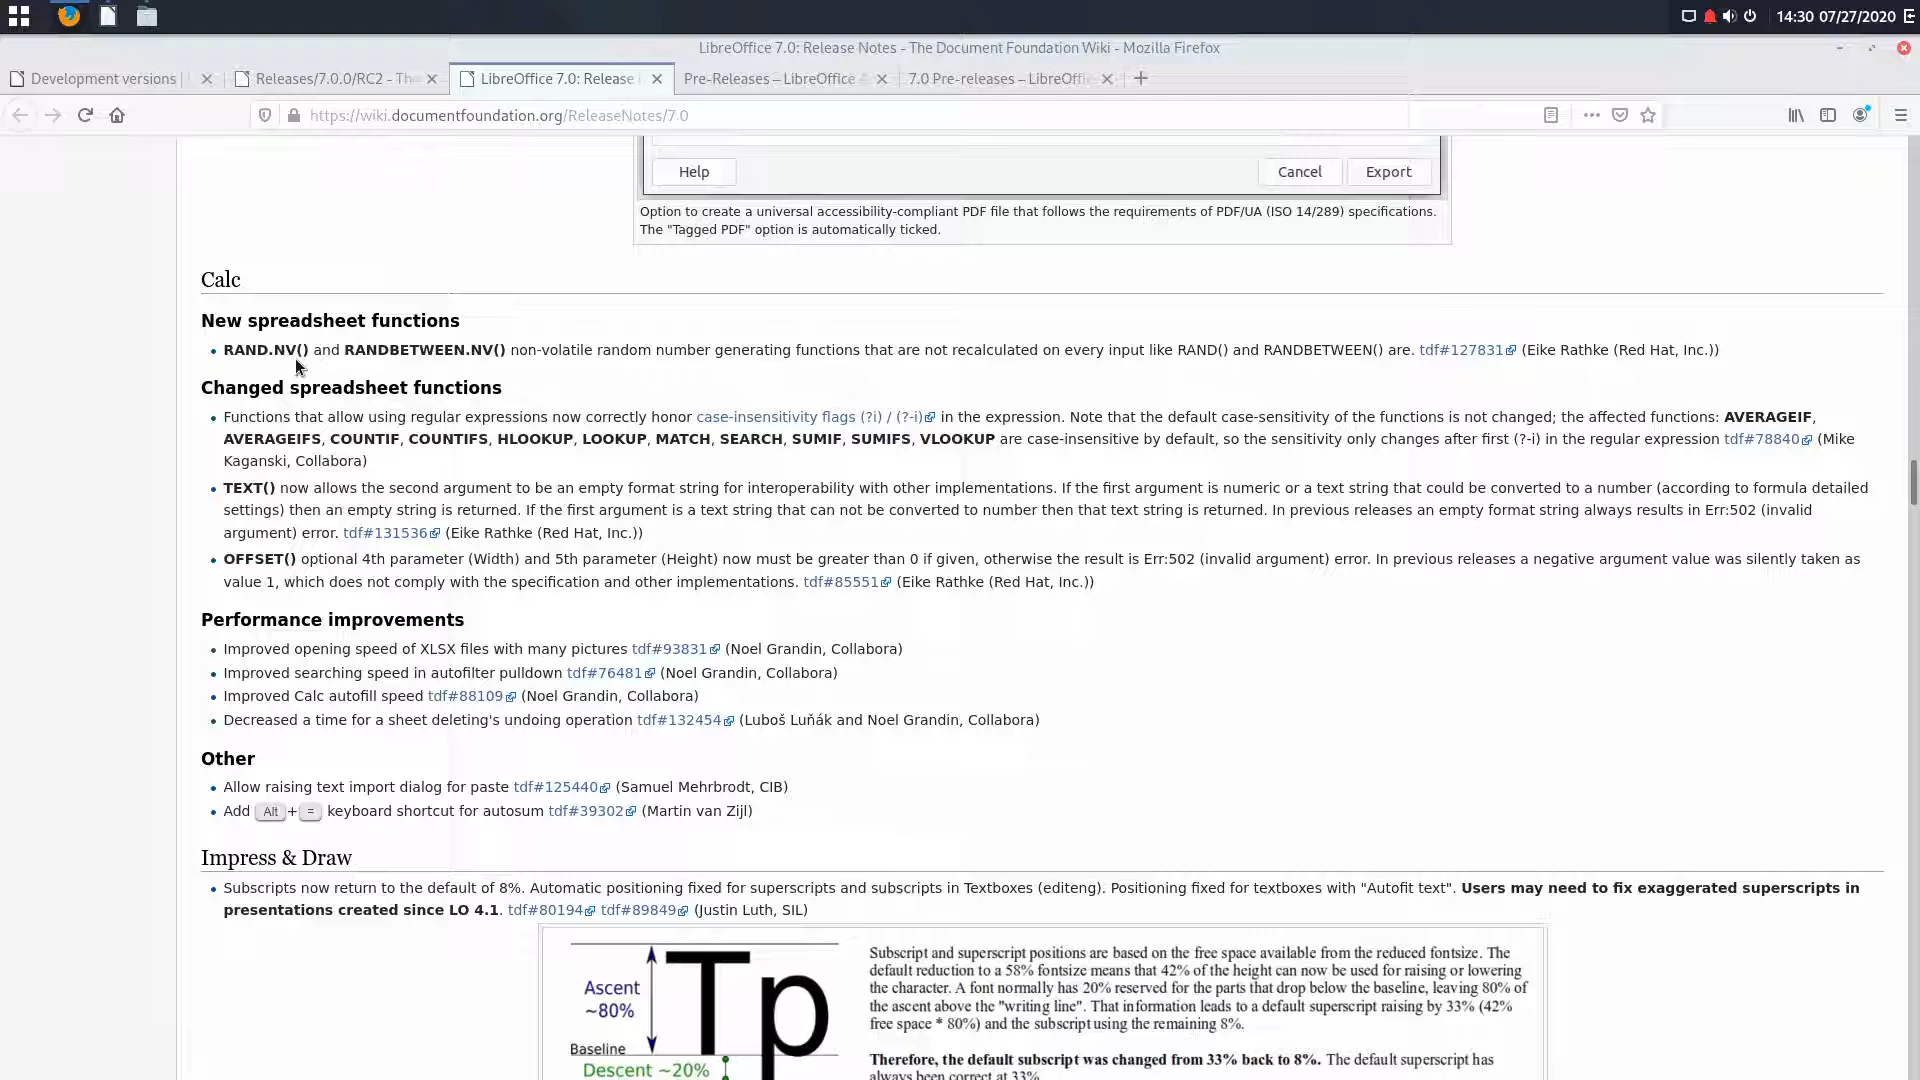 14:30 07/27/2020
LibreOffice 7.0: Release Notes - The Document Foundation Wiki - Mozilla Firefox
Development versions
Releases/7.0.0/RC2 - Th
LibreOffice 7.0: Release
Pre-Releases – LibreOffice
7.0 Pre-releases – LibreOffic
https://wiki.documentfoundation.org/ReleaseNotes/7.0
Help
Cancel
Export
Option to create a universal accessibility-compliant PDF file that follows the requirements of PDF/UA (ISO 14/289) specifications.
The "Tagged PDF" option is automatically ticked.
Calc
New spreadsheet functions
• RAND.NV() and RANDBETWEEN.NV() non-volatile random number generating functions that are not recalculated on every input like RAND() and RANDBETWEEN() are. tdf#127831 (Eike Rathke (Red Hat, Inc.))
Changed spreadsheet functions
• Functions that allow using regular expressions now correctly honor case-insensitivity flags (?i) / (?-i) in the expression. Note that the default case-sensitivity of the functions is not changed; the affected functions: AVERAGEIF,
AVERAGEIFS, COUNTIF, COUNTIFS, HLOOKUP, LOOKUP, MATCH, SEARCH, SUMIF, SUMIFS, VLOOKUP are case-insensitive by default, so the sensitivity only changes after first (?-i) in the regular expression tdf#78840 (Mike
Kaganski, Collabora)
• TEXT() now allows the second argument to be an empty format string for interoperability with other implementations. If the first argument is numeric or a text string that could be converted to a number (according to formula detailed
settings) then an empty string is returned. If the first argument is a text string that can not be converted to number then that text string is returned. In previous releases an empty format string always results in Err:502 (invalid
argument) error. tdf#131536 (Eike Rathke (Red Hat, Inc.))
• OFFSET() optional 4th parameter (Width) and 5th parameter (Height) now must be greater than 0 if given, otherwise the result is Err:502 (invalid argument) error. In previous releases a negative argument value was silently taken as
value 1, which does not comply with the specification and other implementations. tdf#85551 (Eike Rathke (Red Hat, Inc.))
Performance improvements
• Improved opening speed of XLSX files with many pictures tdf#93831 (Noel Grandin, Collabora)
• Improved searching speed in autofilter pulldown tdf#76481 (Noel Grandin, Collabora)
• Improved Calc autofill speed tdf#88109 (Noel Grandin, Collabora)
• Decreased a time for a sheet deleting's undoing operation tdf#132454 (Luboš Luňák and Noel Grandin, Collabora)
Other
• Allow raising text import dialog for paste tdf#125440 (Samuel Mehrbrodt, CIB)
• Add Alt + = keyboard shortcut for autosum tdf#39302 (Martin van Zijl)
Impress & Draw
• Subscripts now return to the default of 8%. Automatic positioning fixed for superscripts and subscripts in Textboxes (editeng). Positioning fixed for textboxes with "Autofit text". Users may need to fix exaggerated superscripts in
presentations created since LO 4.1. tdf#80194 tdf#89849 (Justin Luth, SIL)
Ascent
~80%
Tp
Baseline
Descent ~20%
Subscript and superscript positions are based on the free space available from the reduced fontsize. The
default reduction to a 58% fontsize means that 42% of the height can now be used for raising or lowering
the character. A font normally has 20% reserved for the parts that drop below the baseline, leaving 80% of
the ascent above the "writing line". That information leads to a default superscript raising by 33% (42%
free space * 80%) and the subscript using the remaining 8%.
Therefore, the default subscript was changed from 33% back to 8%. The default superscript has
always been correct at 33%.